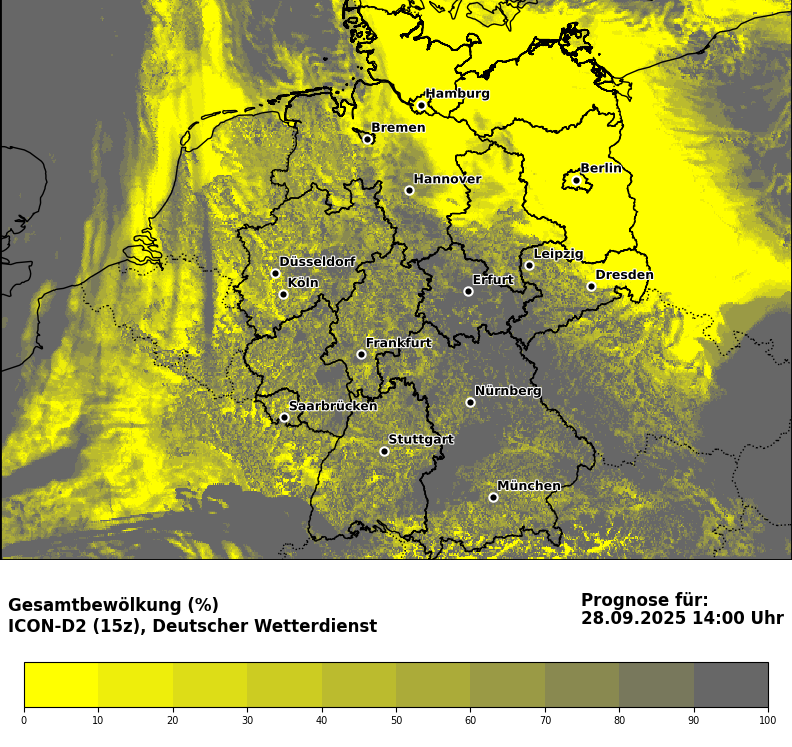 Hamburg
Bremen
Berlin
Hannover
Leipzig
Düsseldorf
Dresden
Köln
Erfurt
Frankfurt
Nürnberg
Saarbrücken
Stuttgart
München
Gesamtbewölkung (%)
ICON-D2 (15z), Deutscher Wetterdienst
Prognose für:
28.09.2025 14:00 Uhr
0 10 20 30 40 50 60 70 80 90 100